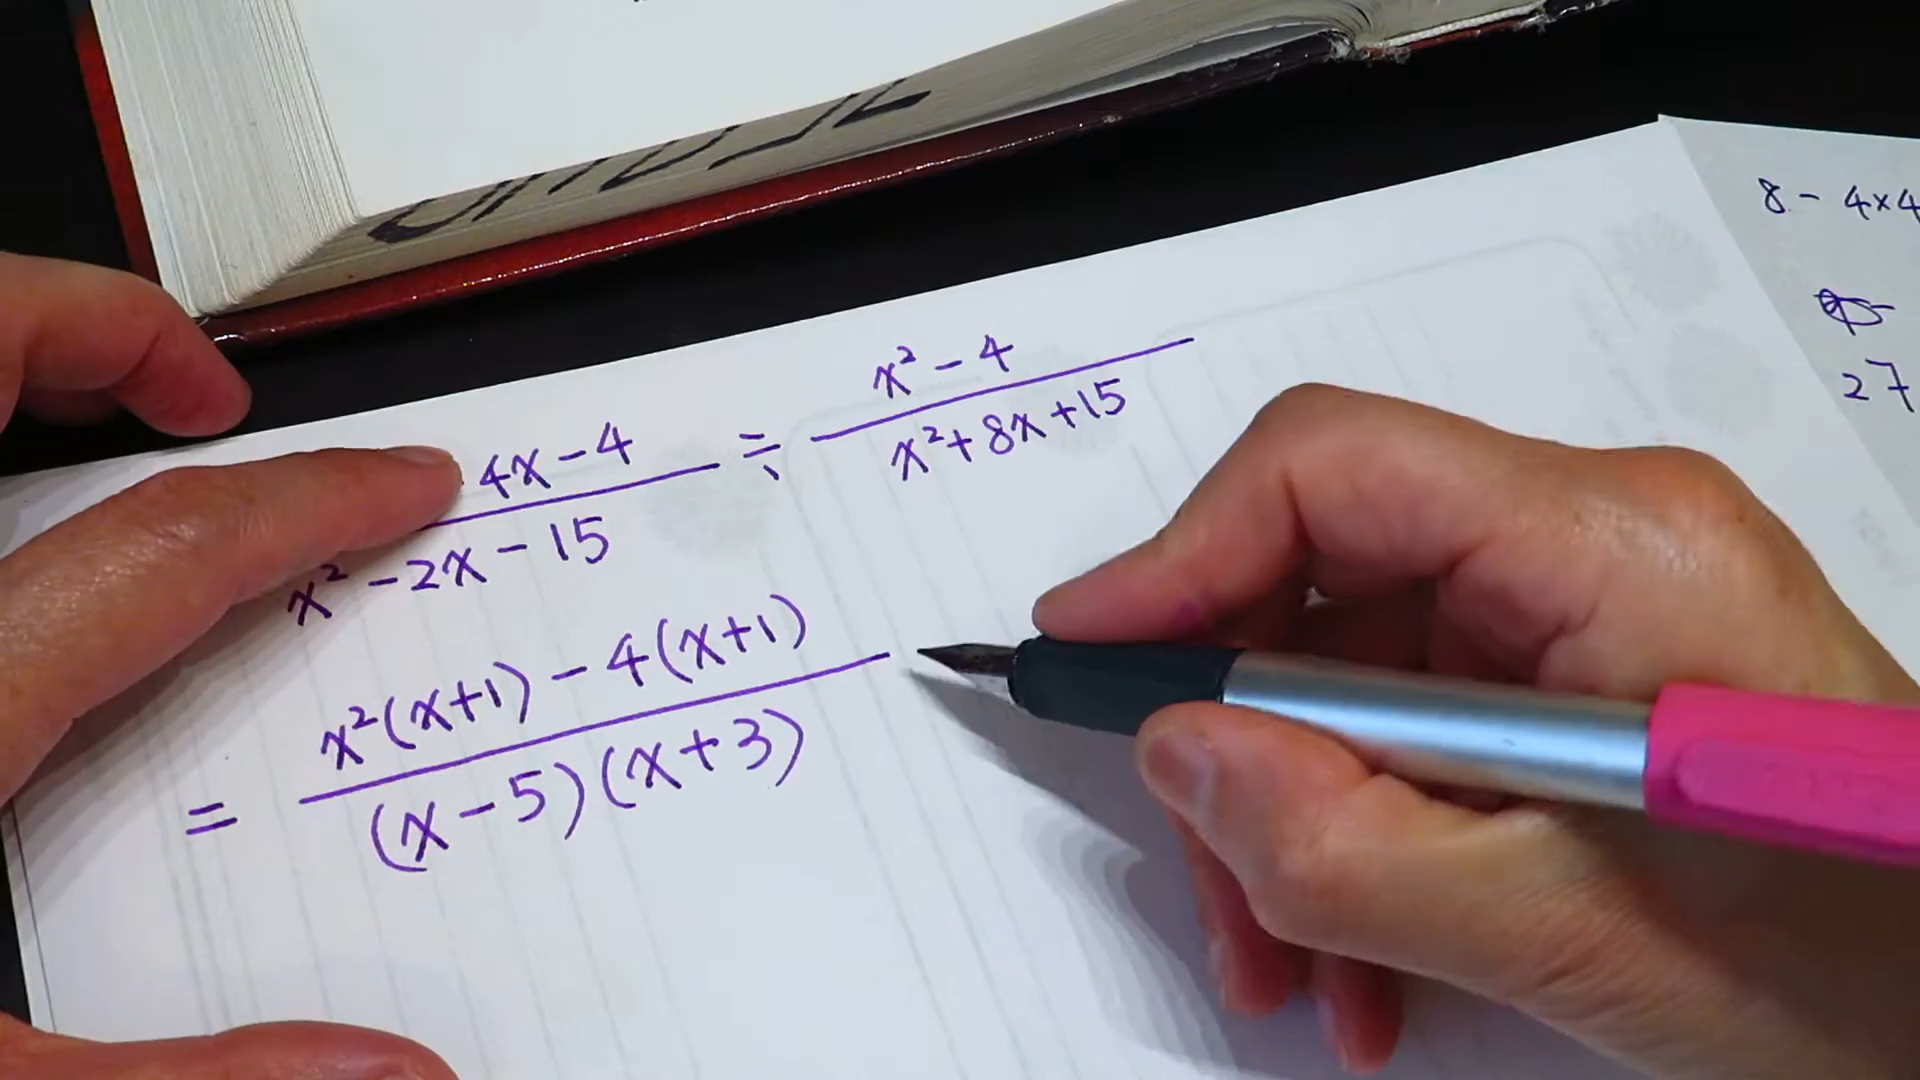 4x - 4 ÷ x² - 4
x² - 2x - 15 x² + 8x + 15
= x²(x+1) - 4(x+1)
(x - 5)(x + 3)
8 - 4×4
27